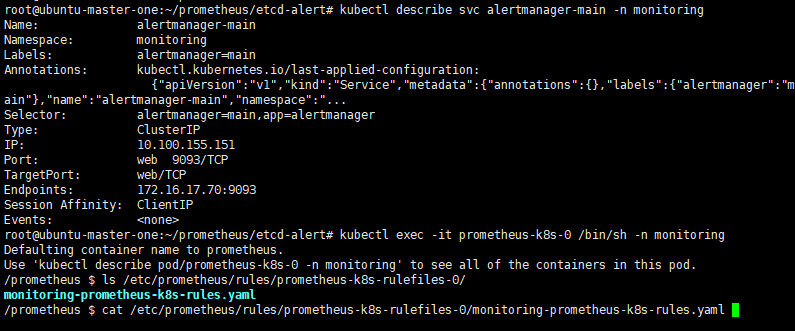 root@ubuntu-master-one:~/prometheus/etcd-alert# kubectl describe svc alertmanager-main -n monitoring
Name:              alertmanager-main
Namespace:         monitoring
Labels:            alertmanager=main
Annotations:       kubectl.kubernetes.io/last-applied-configuration:
                     {"apiVersion":"v1","kind":"Service","metadata":{"annotations":{},"labels":{"alertmanager":"m
ain"},"name":"alertmanager-main","namespace":"...
Selector:          alertmanager=main,app=alertmanager
Type:              ClusterIP
IP:                10.100.155.151
Port:              web  9093/TCP
TargetPort:        web/TCP
Endpoints:         172.16.17.70:9093
Session Affinity:  ClientIP
Events:            <none>
root@ubuntu-master-one:~/prometheus/etcd-alert# kubectl exec -it prometheus-k8s-0 /bin/sh -n monitoring
Defaulting container name to prometheus.
Use 'kubectl describe pod/prometheus-k8s-0 -n monitoring' to see all of the containers in this pod.
/prometheus $ ls /etc/prometheus/rules/prometheus-k8s-rulefiles-0/
monitoring-prometheus-k8s-rules.yaml
/prometheus $ cat /etc/prometheus/rules/prometheus-k8s-rulefiles-0/monitoring-prometheus-k8s-rules.yaml